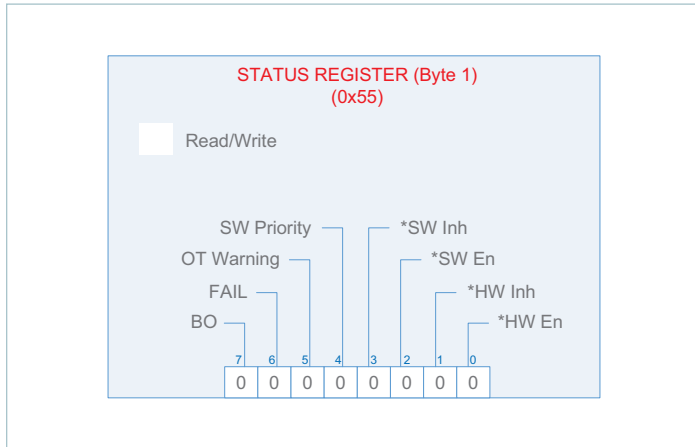 STATUS REGISTER (Byte 1)
(0x55)
Read/Write
SW Priority *SW Inh
OT Warning *SW En
FAIL *HW Inh
BO *HW En
7 6 5 4 3 2 1 0
0 0 0 0 0 0 0 0